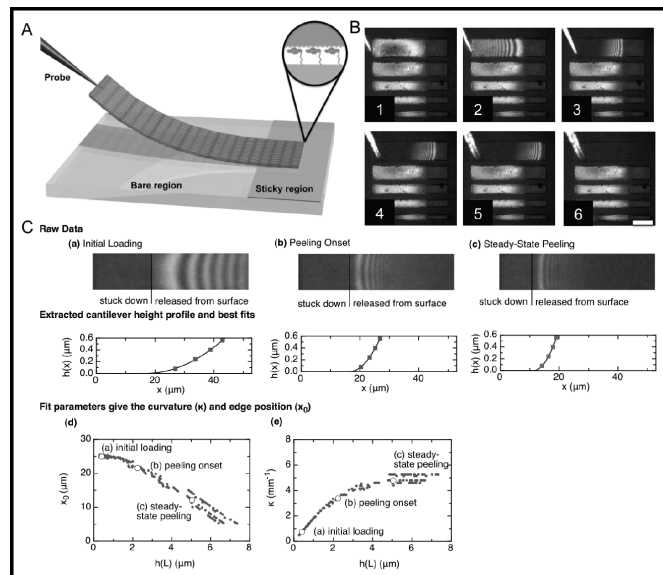 A
Probe
Bare region
Sticky region
B
1
2
3
4
5
6
C
Raw Data
(a) Initial Loading
(b) Peeling Onset
(c) Steady-State Peeling
stuck down
released from surface
stuck down
released from surface
stuck down
released from surface
Extracted cantilever height profile and best fits
h(x) (μm)
0.6
0.4
0.2
0.0
0
20
40
x (μm)
h(x) (μm)
0.6
0.4
0.2
0.0
0
20
40
x (μm)
h(x) (μm)
0.6
0.4
0.2
0.0
0
20
40
x (μm)
Fit parameters give the curvature (κ) and edge position (x₀)
(d)
x₀ (μm)
30
20
10
0
(a) initial loading
(b) peeling onset
(c) steady-state
peeling
0
2
4
6
8
h(L) (μm)
(e)
κ (mm⁻¹)
8
6
4
2
0
(c) steady-
state peeling
(b) peeling onset
(a) initial loading
0
2
4
6
8
h(L) (μm)